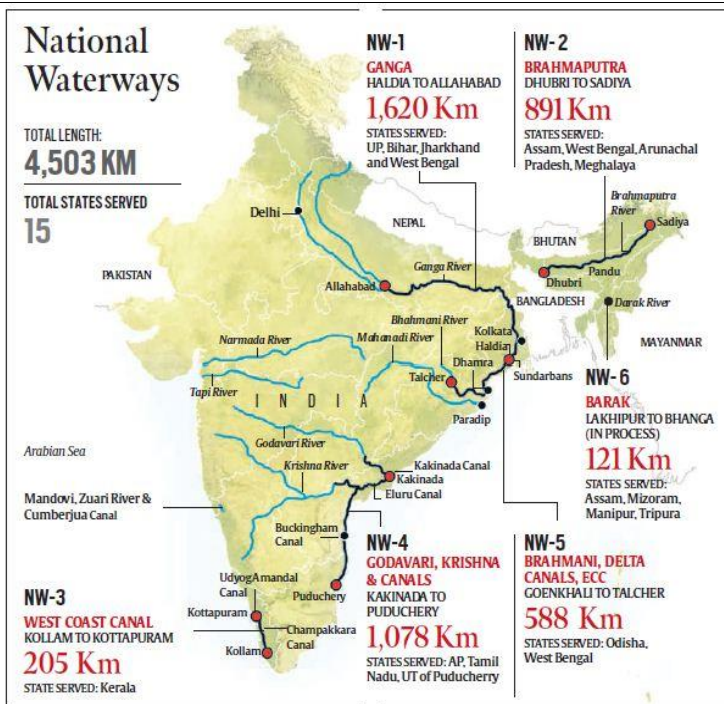 National
Waterways
TOTAL LENGTH:
4,503 KM
TOTAL STATES SERVED
15
NW-1
GANGA
HALDIA TO ALLAHABAD
1,620 Km
STATES SERVED:
UP, Bihar, Jharkhand
and West Bengal
NW- 2
BRAHMAPUTRA
DHUBRI TO SADIYA
891 Km
STATES SERVED:
Assam, West Bengal, Arunachal
Pradesh, Meghalaya
Brahmaputra
River
Sadiya
Delhi
NEPAL
BHUTAN
PAKISTAN
Ganga River
Pandu
Dhubri
Allahabad
BANGLADESH
Darak River
Bhahmani River
Narmada River
Mahanadi River
Kolkata
Haldia
MAYANMAR
Dhamra
Talcher
Sundarbans
Tapi River
INDIA
Paradip
NW- 6
BARAK
LAKHIPUR TO BHANGA
(IN PROCESS)
121 Km
STATES SERVED:
Assam, Mizoram,
Manipur, Tripura
Arabian Sea
Godavari River
Krishna River
Kakinada Canal
Kakinada
Eluru Canal
Mandovi, Zuari River &
Cumberjua Canal
Buckingham
Canal
NW-4
GODAVARI, KRISHNA
& CANALS
KAKINADA TO
PUDUCHERY
1,078 Km
STATES SERVED: AP, Tamil
Nadu, UT of Puducherry
NW-5
BRAHMANI, DELTA
CANALS, ECC
GOENKHALI TO TALCHER
588 Km
STATES SERVED: Odisha,
West Bengal
UdyogAmandal
Canal
Puduchery
Kottapuram
Champakkara
Canal
Kollam
NW-3
WEST COAST CANAL
KOLLAM TO KOTTAPURAM
205 Km
STATE SERVED: Kerala